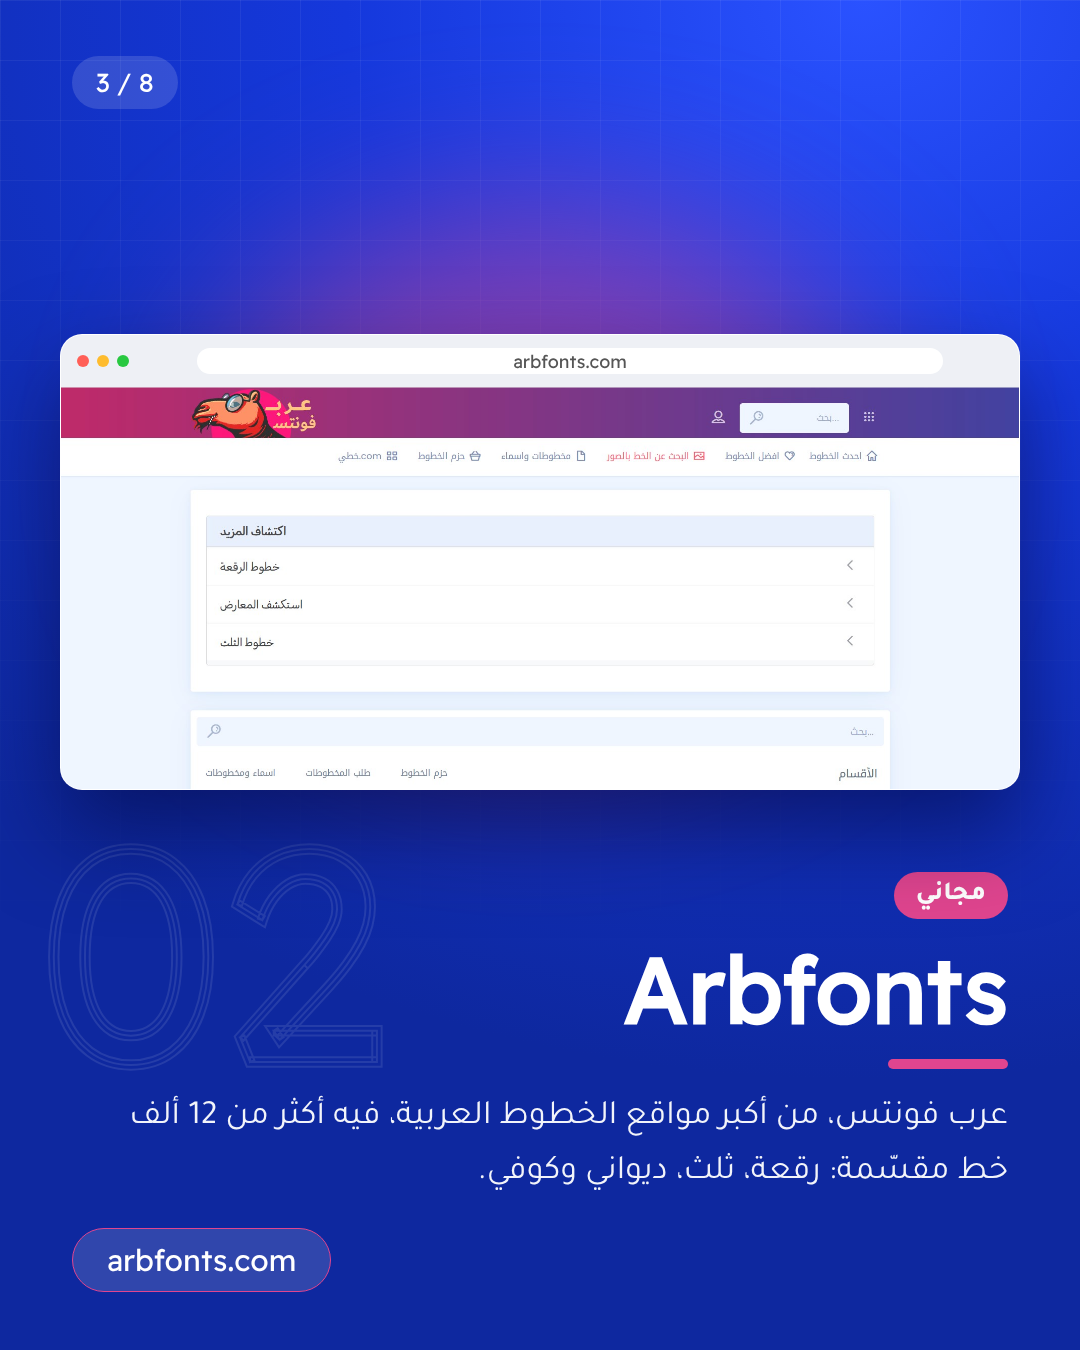 3 / 8
arbfonts.com
عرب
فونتس
بحث...
احدث الخطوط
افضل الخطوط
البحث عن الخط بالصور
مخطوطات واسماء
حزم الخطوط
خطي.com
اكتشاف المزيد
خطوط الرقعة
استكشف المعارض
خطوط الثلث
بحث...
الأقسام
حزم الخطوط
طلب المخطوطات
اسماء ومخطوطات
02
مجاني
Arbfonts
عرب فونتس، من أكبر مواقع الخطوط العربية، فيه أكثر من 12 ألف
خط مقسّمة: رقعة، ثلث، ديواني وكوفي.
arbfonts.com